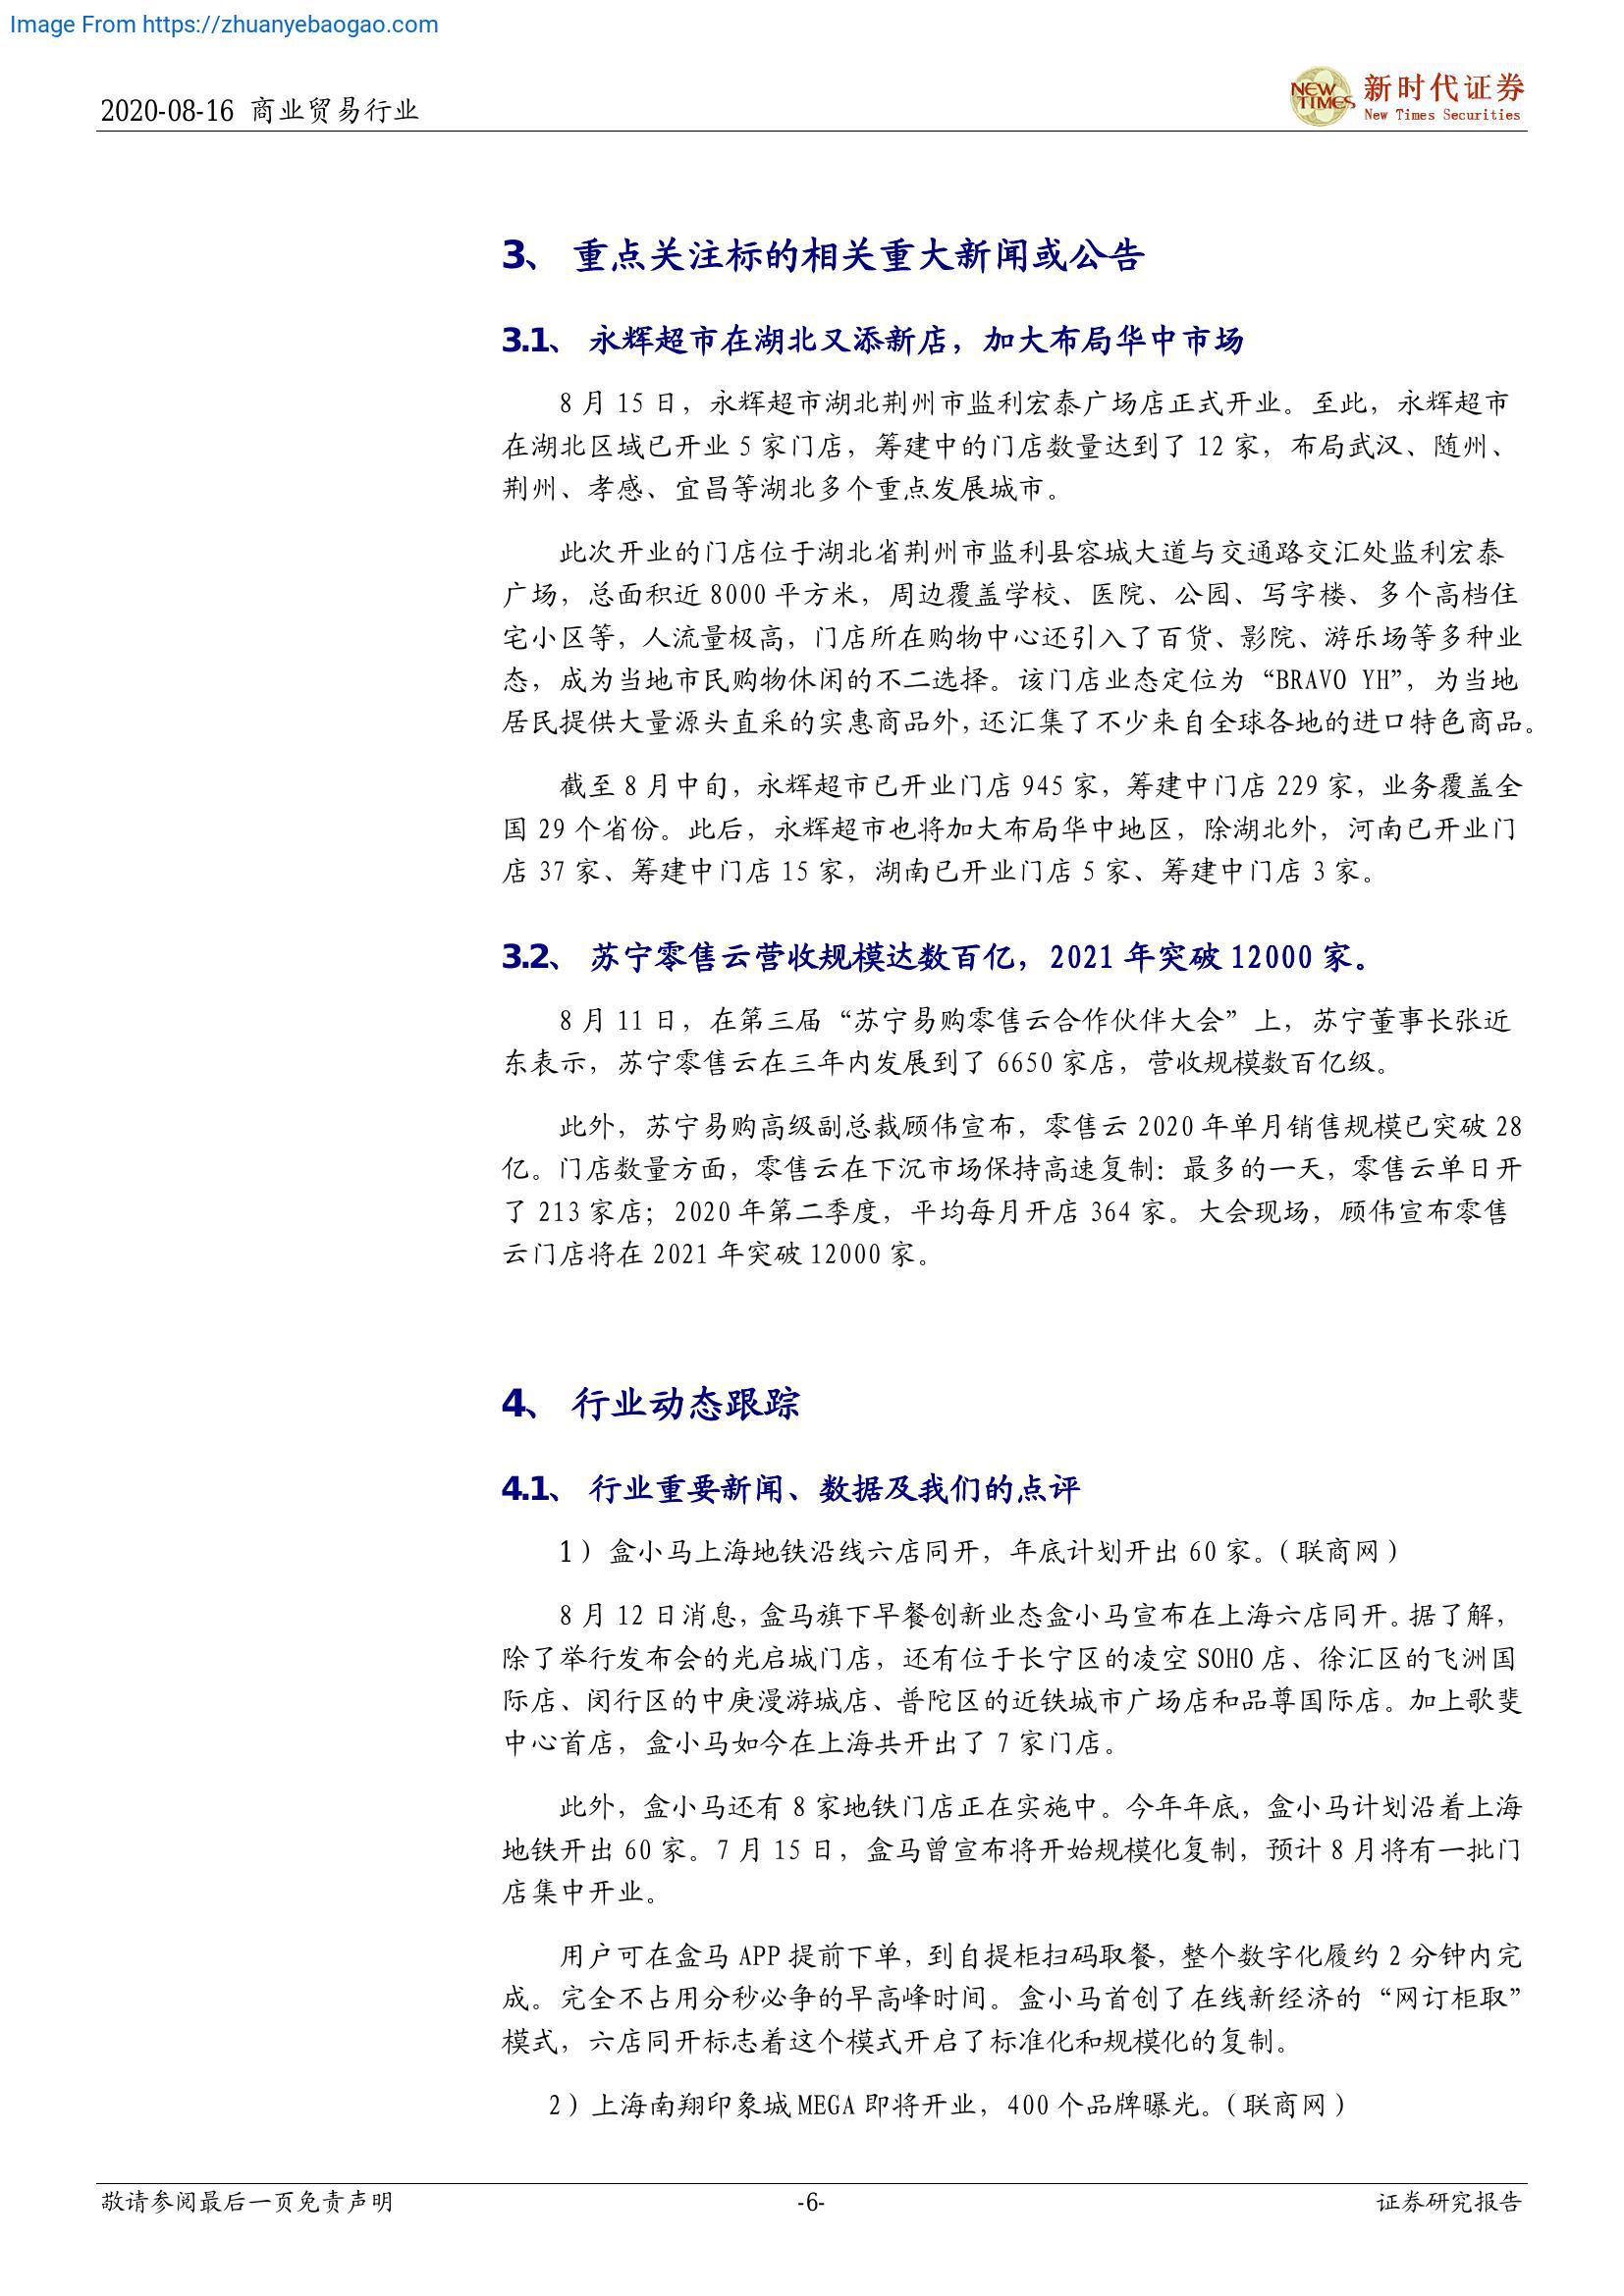 Image From https://zhuanyebaogao.com
2020-08-16 商业贸易行业
NEW TIMES
新时代证券
New Times Securities
3、 重点关注标的相关重大新闻或公告
3.1、 永辉超市在湖北又添新店，加大布局华中市场
8 月 15 日，永辉超市湖北荆州市监利宏泰广场店正式开业。至此，永辉超市
在湖北区域已开业 5 家门店，筹建中的门店数量达到了 12 家，布局武汉、随州、
荆州、孝感、宜昌等湖北多个重点发展城市。
此次开业的门店位于湖北省荆州市监利县容城大道与交通路交汇处监利宏泰
广场，总面积近 8000 平方米，周边覆盖学校、医院、公园、写字楼、多个高档住
宅小区等，人流量极高，门店所在购物中心还引入了百货、影院、游乐场等多种业
态，成为当地市民购物休闲的不二选择。该门店业态定位为“BRAVO YH”，为当地
居民提供大量源头直采的实惠商品外，还汇集了不少来自全球各地的进口特色商品。
截至 8 月中旬，永辉超市已开业门店 945 家，筹建中门店 229 家，业务覆盖全
国 29 个省份。此后，永辉超市也将加大布局华中地区，除湖北外，河南已开业门
店 37 家、筹建中门店 15 家，湖南已开业门店 5 家、筹建中门店 3 家。
3.2、 苏宁零售云营收规模达数百亿，2021 年突破 12000 家。
8 月 11 日，在第三届“苏宁易购零售云合作伙伴大会”上，苏宁董事长张近
东表示，苏宁零售云在三年内发展到了 6650 家店，营收规模数百亿级。
此外，苏宁易购高级副总裁顾伟宣布，零售云 2020 年单月销售规模已突破 28
亿。门店数量方面，零售云在下沉市场保持高速复制：最多的一天，零售云单日开
了 213 家店；2020 年第二季度，平均每月开店 364 家。大会现场，顾伟宣布零售
云门店将在 2021 年突破 12000 家。
4、 行业动态跟踪
4.1、 行业重要新闻、数据及我们的点评
1）盒小马上海地铁沿线六店同开，年底计划开出 60 家。（联商网）
8 月 12 日消息，盒马旗下早餐创新业态盒小马宣布在上海六店同开。据了解，
除了举行发布会的光启城门店，还有位于长宁区的凌空 SOHO 店、徐汇区的飞洲国
际店、闵行区的中庚漫游城店、普陀区的近铁城市广场店和品尊国际店。加上歌斐
中心首店，盒小马如今在上海共开出了 7 家门店。
此外，盒小马还有 8 家地铁门店正在实施中。今年年底，盒小马计划沿着上海
地铁开出 60 家。7 月 15 日，盒马曾宣布将开始规模化复制，预计 8 月将有一批门
店集中开业。
用户可在盒马 APP 提前下单，到自提柜扫码取餐，整个数字化履约 2 分钟内完
成。完全不占用分秒必争的早高峰时间。盒小马首创了在线新经济的“网订柜取”
模式，六店同开标志着这个模式开启了标准化和规模化的复制。
2）上海南翔印象城 MEGA 即将开业，400 个品牌曝光。（联商网）
敬请参阅最后一页免责声明
-6-
证券研究报告